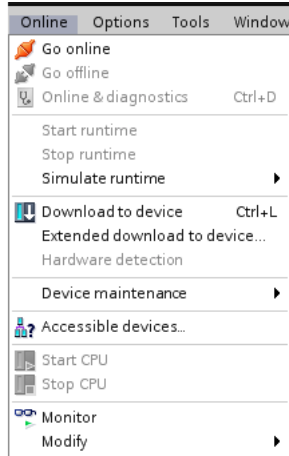 Online Options Tools Window
Go online
Go offline
Online & diagnostics Ctrl+D
Start runtime
Stop runtime
Simulate runtime
Download to device Ctrl+L
Extended download to device...
Hardware detection
Device maintenance
Accessible devices...
Start CPU
Stop CPU
Monitor
Modify